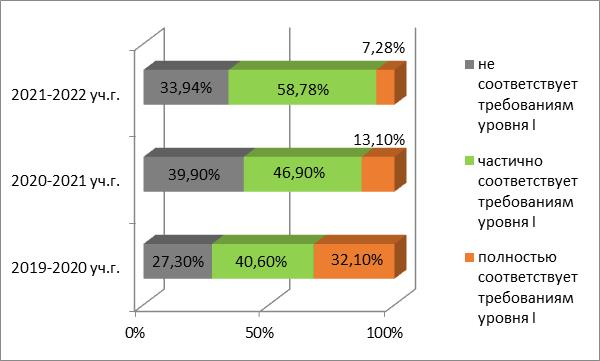 7,28%
2021-2022 уч.г.
33,94%
58,78%
13,10%
2020-2021 уч.г.
39,90%
46,90%
2019-2020 уч.г.
27,30%
40,60%
32,10%
0%
50%
100%
не
соответствует
требованиям
уровня I
частично
соответствует
требованиям
уровня I
полностью
соответствует
требованиям
уровня I